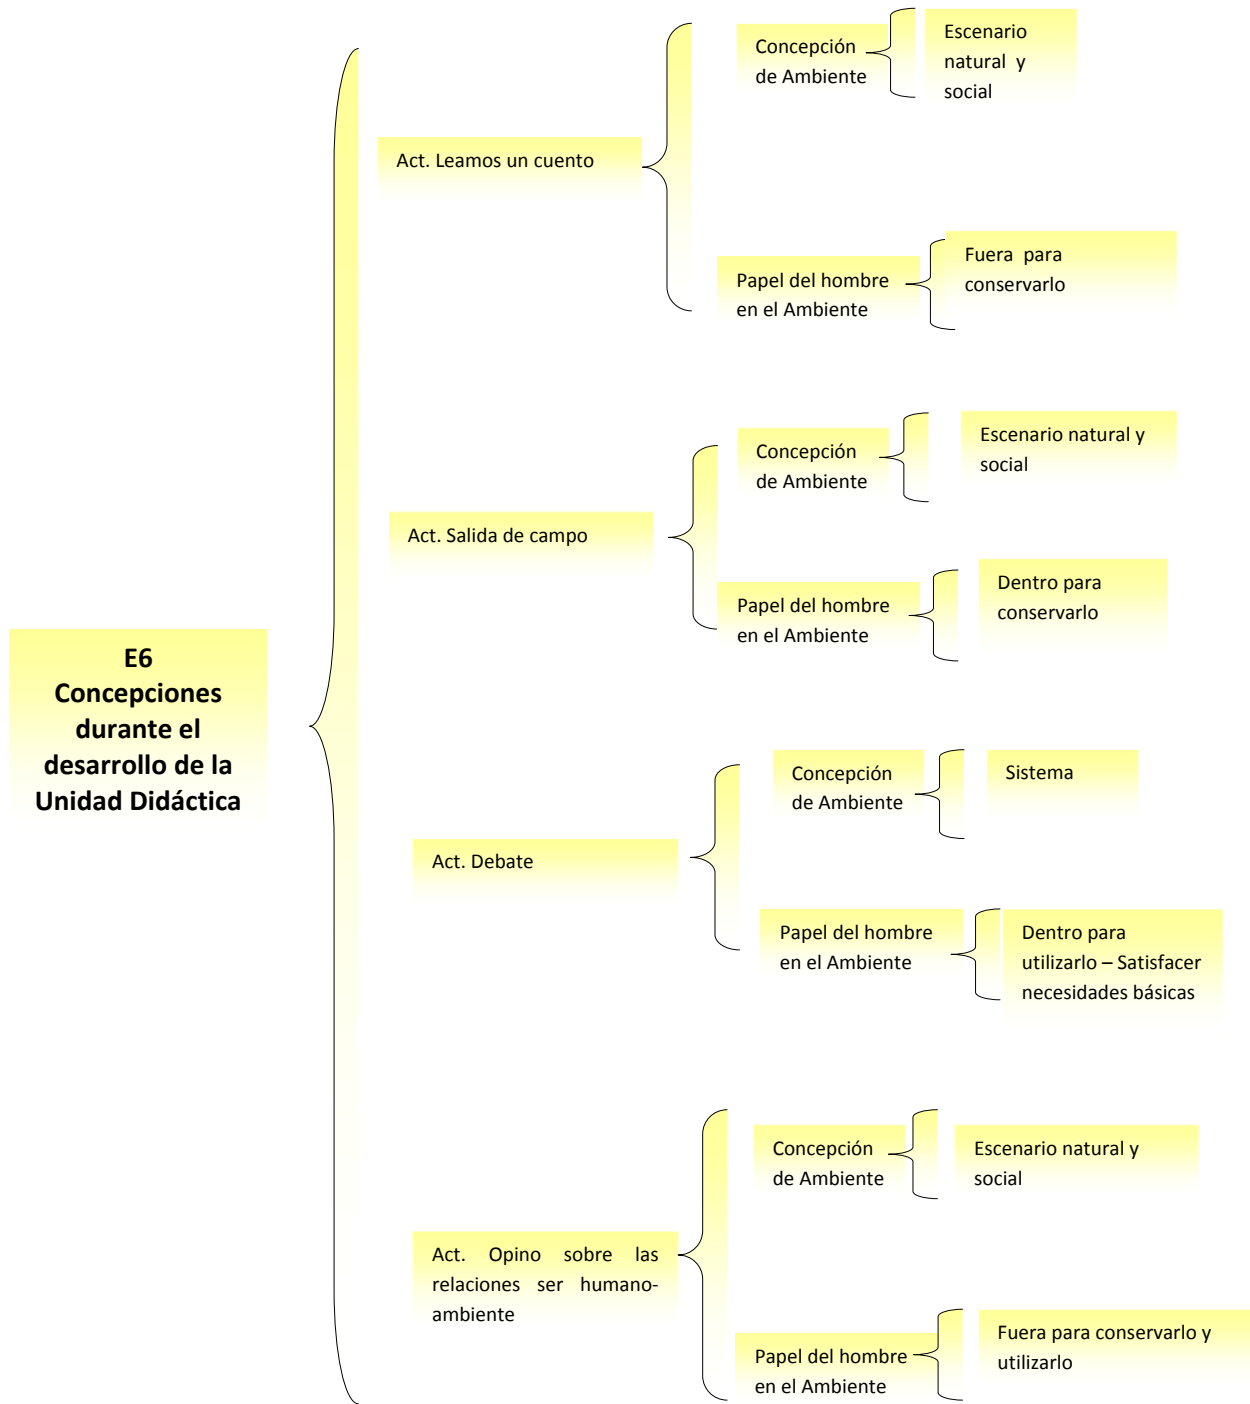 E6
Concepciones
durante el
desarrollo de la
Unidad Didáctica
Act. Leamos un cuento
Concepción
de Ambiente
Escenario
natural y
social
Papel del hombre
en el Ambiente
Fuera para
conservarlo
Act. Salida de campo
Concepción
de Ambiente
Escenario natural y
social
Papel del hombre
en el Ambiente
Dentro para
conservarlo
Act. Debate
Concepción
de Ambiente
Sistema
Papel del hombre
en el Ambiente
Dentro para
utilizarlo – Satisfacer
necesidades básicas
Act. Opino sobre las
relaciones ser humano-
ambiente
Concepción
de Ambiente
Escenario natural y
social
Papel del hombre
en el Ambiente
Fuera para conservarlo y
utilizarlo